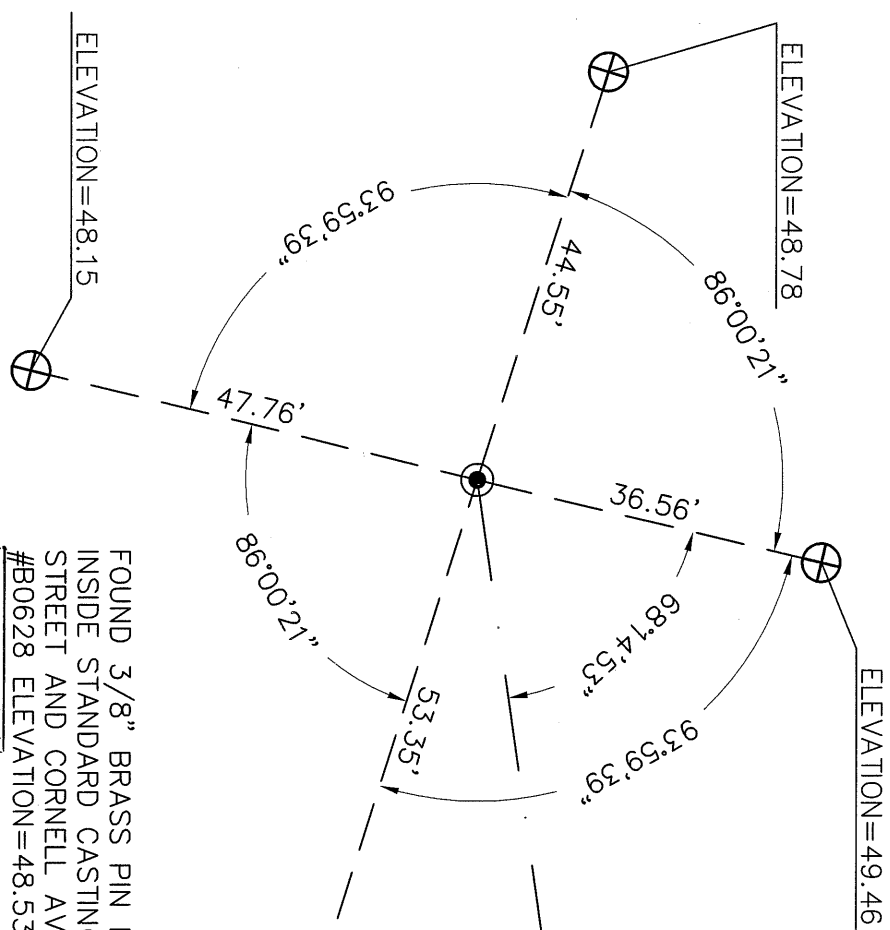 ELEVATION=48.78
ELEVATION=48.15
ELEVATION=49.46
93°59'39"
86°00'21"
44.55'
47.76'
36.56'
68°14'53"
93°59'39"
86°00'21"
53.35'
FOUND 3/8" BRASS PIN
INSIDE STANDARD CASTING
STREET AND CORNELL AV
#B0628 ELEVATION=48.53